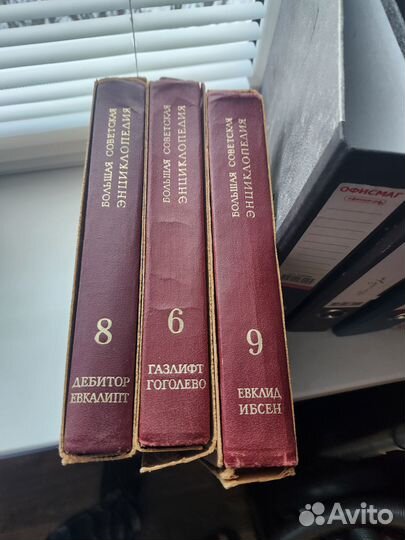 БОЛЬШАЯ СОВЕТСКАЯ
ЭНЦИКЛОПЕДИЯ
8
ДЕБИТОР
ЕВКАЛИПТ
БОЛЬШАЯ СОВЕТСКАЯ
ЭНЦИКЛОПЕДИЯ
6
ГАЗЛИФТ
ГОГОЛЕВО
БОЛЬШАЯ СОВЕТСКАЯ
ЭНЦИКЛОПЕДИЯ
9
ЕВКЛИД
ИБСЕН
ОФИСМАГ
Avito